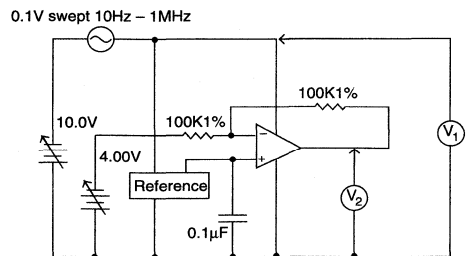 0.1V swept 10Hz – 1MHz
100K1%
10.0V
100K1%
V1
4.00V
−
+
Reference
V2
0.1µF